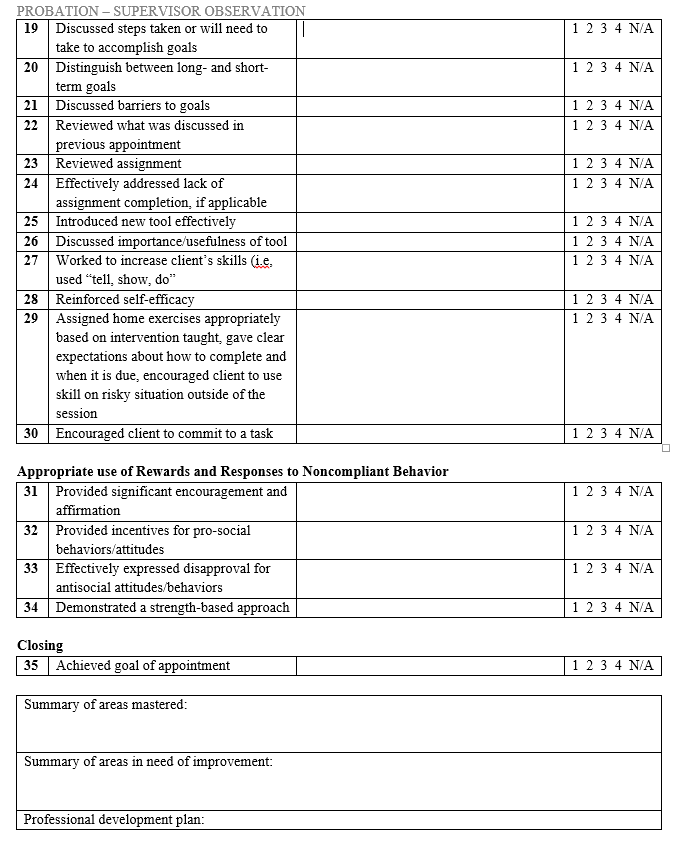 PROBATION – SUPERVISOR OBSERVATION
19 Discussed steps taken or will need to 1 2 3 4 N/A
take to accomplish goals
20 Distinguish between long- and short- 1 2 3 4 N/A
term goals
21 Discussed barriers to goals 1 2 3 4 N/A
22 Reviewed what was discussed in 1 2 3 4 N/A
previous appointment
23 Reviewed assignment 1 2 3 4 N/A
24 Effectively addressed lack of 1 2 3 4 N/A
assignment completion, if applicable
25 Introduced new tool effectively 1 2 3 4 N/A
26 Discussed importance/usefulness of tool 1 2 3 4 N/A
27 Worked to increase client's skills (i.e. 1 2 3 4 N/A
used “tell, show, do”
28 Reinforced self-efficacy 1 2 3 4 N/A
29 Assigned home exercises appropriately 1 2 3 4 N/A
based on intervention taught, gave clear
expectations about how to complete and
when it is due, encouraged client to use
skill on risky situation outside of the
session
30 Encouraged client to commit to a task 1 2 3 4 N/A
Appropriate use of Rewards and Responses to Noncompliant Behavior
31 Provided significant encouragement and 1 2 3 4 N/A
affirmation
32 Provided incentives for pro-social 1 2 3 4 N/A
behaviors/attitudes
33 Effectively expressed disapproval for 1 2 3 4 N/A
antisocial attitudes/behaviors
34 Demonstrated a strength-based approach 1 2 3 4 N/A
Closing
35 Achieved goal of appointment 1 2 3 4 N/A
Summary of areas mastered:
Summary of areas in need of improvement:
Professional development plan: